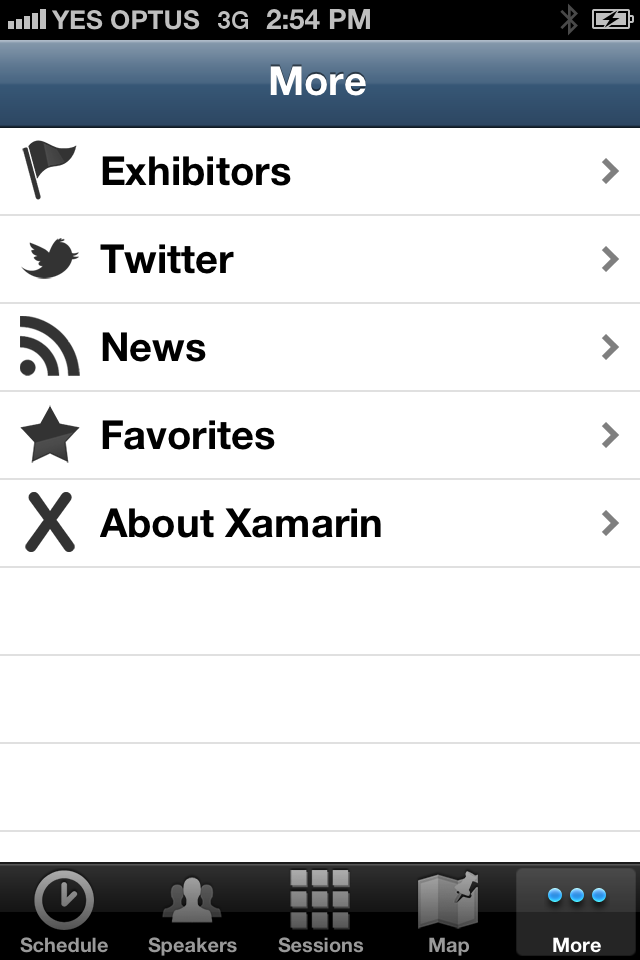 YES OPTUS 3G 2:54 PM
More
Exhibitors
Twitter
News
Favorites
About Xamarin
Schedule Speakers Sessions Map More